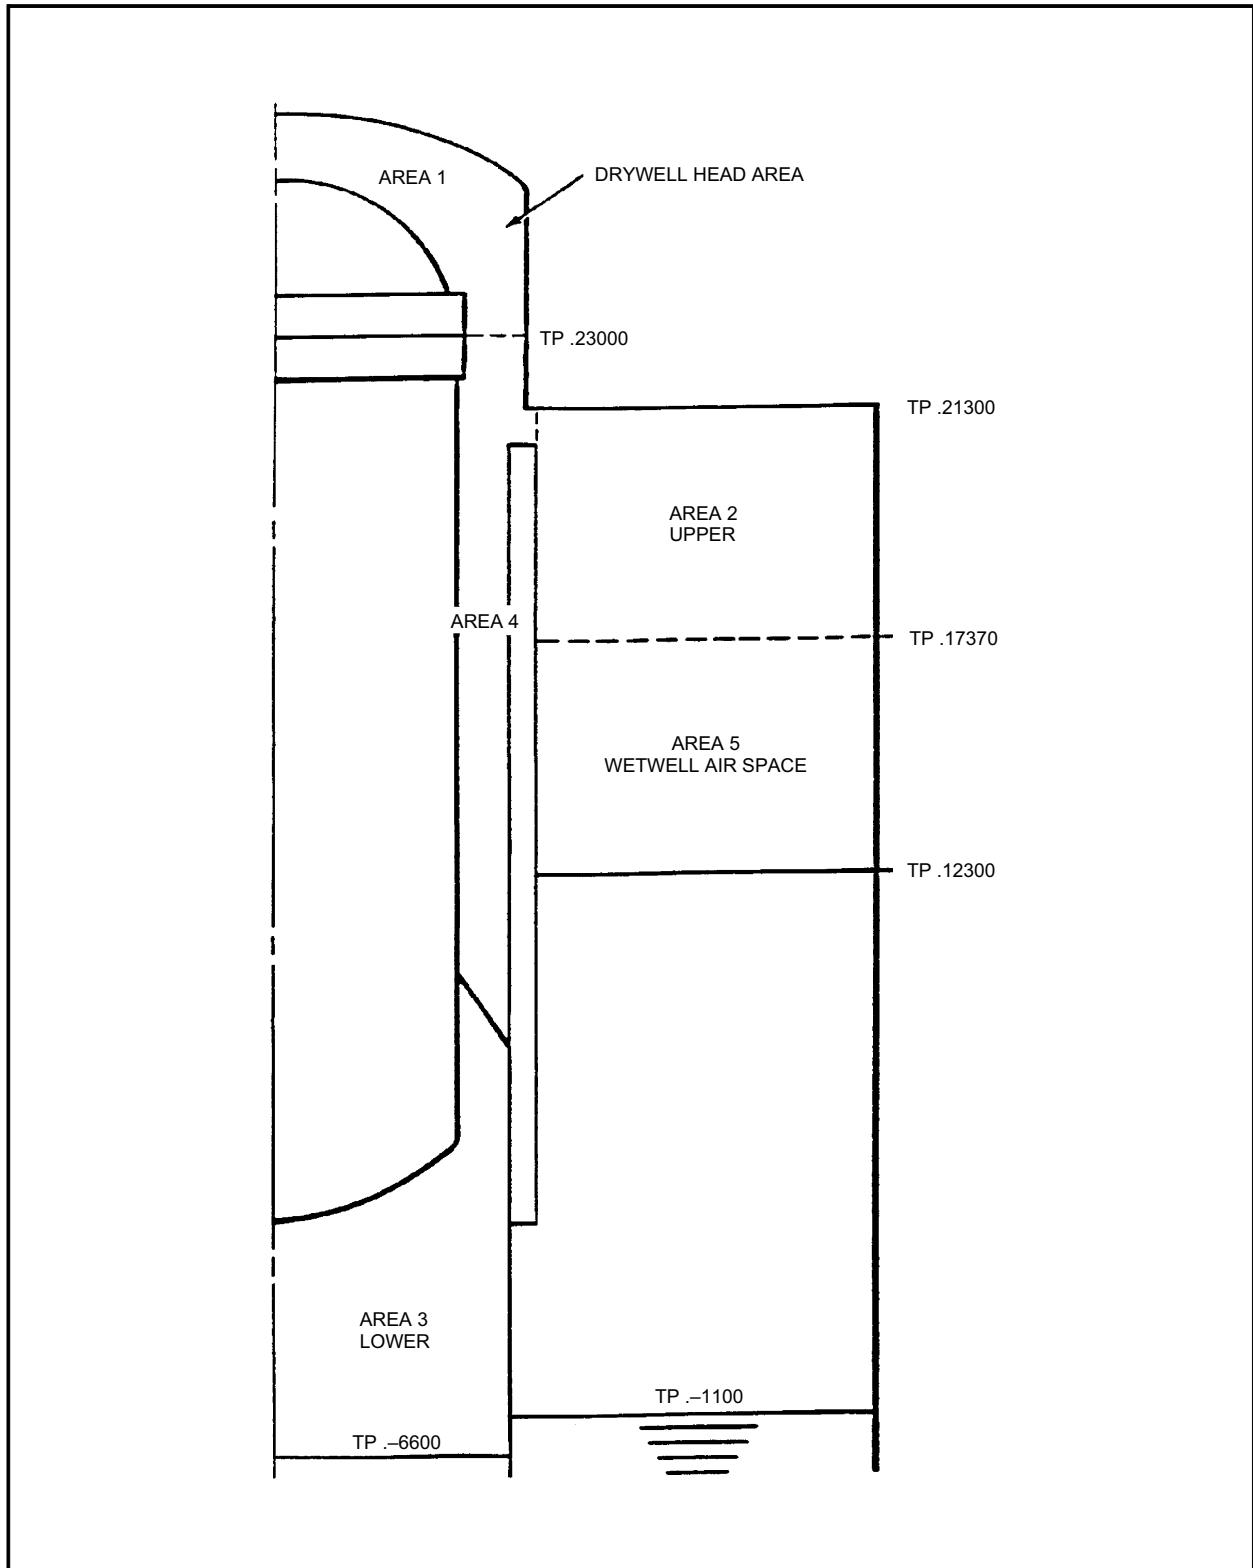 AREA 1
DRYWELL HEAD AREA
TP .23000
TP .21300
AREA 2
UPPER
AREA 4
TP .17370
AREA 5
WETWELL AIR SPACE
TP .12300
AREA 3
LOWER
TP .–1100
TP .–6600